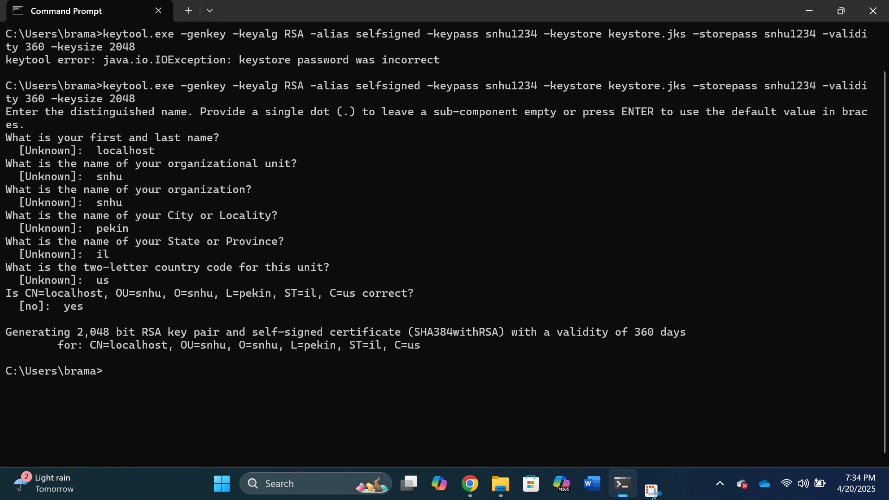 Command Prompt
C:\Users\brama>keytool.exe -genkey -keyalg RSA -alias selfsigned -keypass snhu1234 -keystore keystore.jks -storepass snhu1234 -validi
ty 360 -keysize 2048
keytool error: java.io.IOException: keystore password was incorrect
C:\Users\brama>keytool.exe -genkey -keyalg RSA -alias selfsigned -keypass snhu1234 -keystore keystore.jks -storepass snhu1234 -validi
ty 360 -keysize 2048
Enter the distinguished name. Provide a single dot (.) to leave a sub-component empty or press ENTER to use the default value in brac
es.
What is your first and last name?
[Unknown]: localhost
What is the name of your organizational unit?
[Unknown]: snhu
What is the name of your organization?
[Unknown]: snhu
What is the name of your City or Locality?
[Unknown]: pekin
What is the name of your State or Province?
[Unknown]: il
What is the two-letter country code for this unit?
[Unknown]: us
Is CN=localhost, OU=snhu, O=snhu, L=pekin, ST=il, C=us correct?
[no]: yes
Generating 2,048 bit RSA key pair and self-signed certificate (SHA384withRSA) with a validity of 360 days
for: CN=localhost, OU=snhu, O=snhu, L=pekin, ST=il, C=us
C:\Users\brama>
2
Light rain
Tomorrow
Search
M365
7:34 PM
4/20/2025